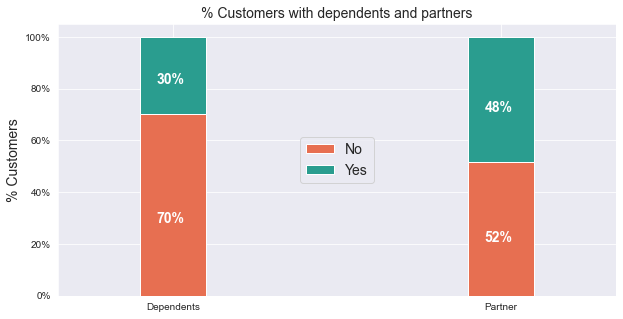 % Customers with dependents and partners
% Customers
100%
80%
60%
40%
20%
0%
30%
70%
48%
52%
No
Yes
Dependents
Partner